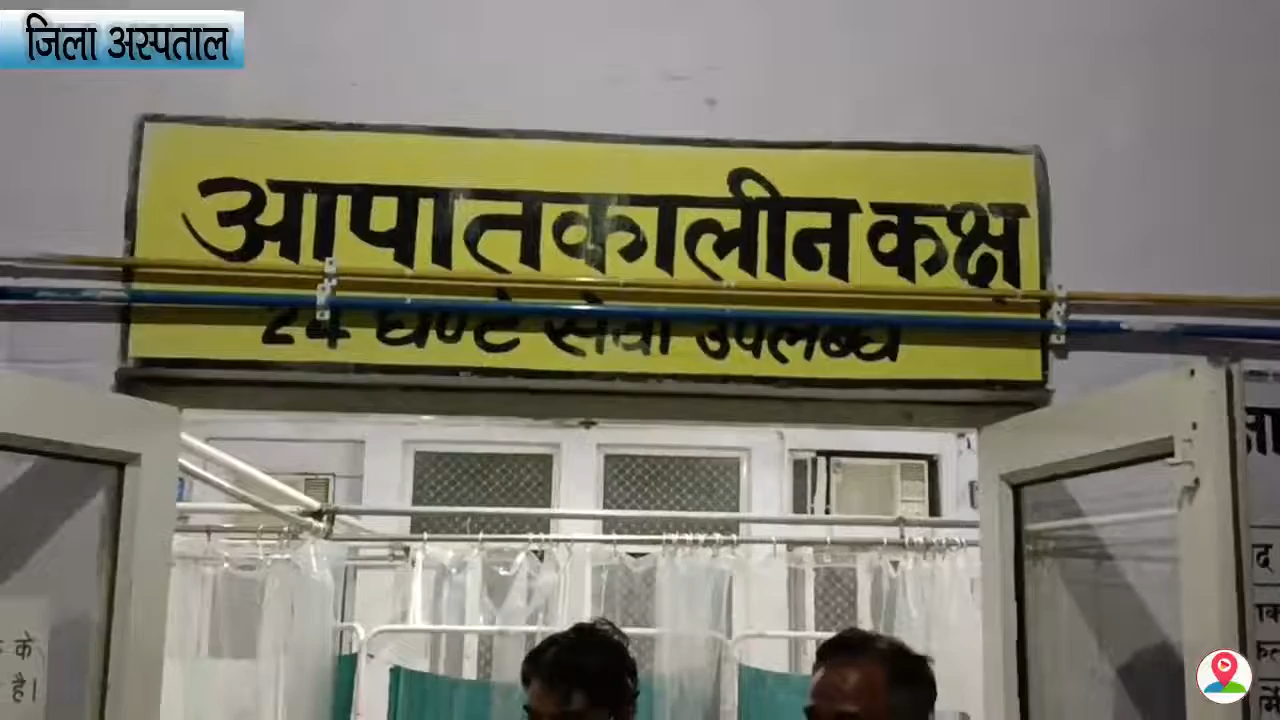 जिला अस्पताल
आपातकालीन कक्ष
24 घण्टे सेवा उपलब्ध
के
है।